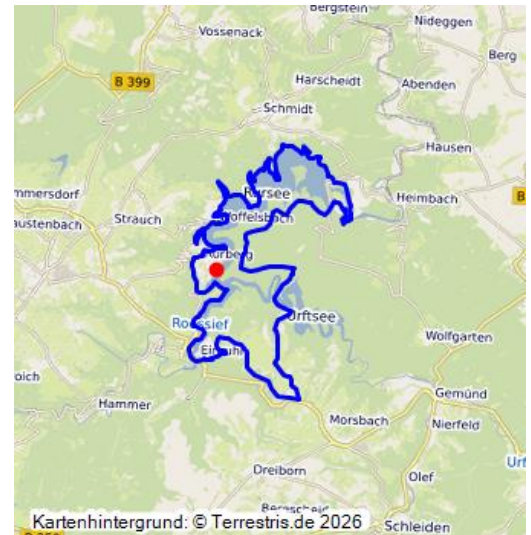 Bergstein
Nideggen
Vossenack
Berg
B 399
Harscheidt
Abenden
Schmidt
Hausen
B
mmersdorf
Rursee
Heimbach
Strauch
Woffelsbach
austenbach
Rurberg
Urftsee
Einruhr
Wolfgarten
Hammer
Gemünd
Morsbach
Nierfeld
Urf
Dreiborn
Olef
Kartenhintergrund: © Terrestris.de 2026
Schleiden